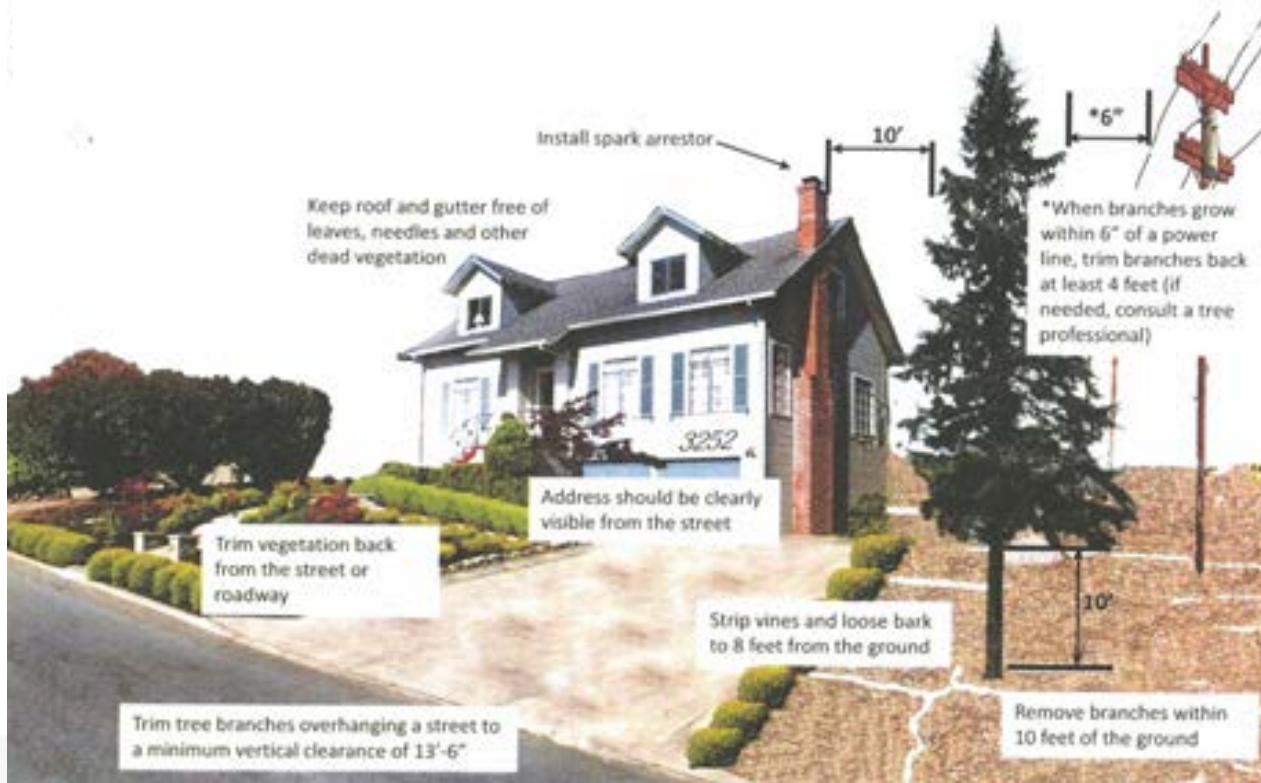 *6”
10’
Install spark arrestor
Keep roof and gutter free of
leaves, needles and other
dead vegetation
*When branches grow
within 6” of a power
line, trim branches back
at least 4 feet (if
needed, consult a tree
professional)
3252
Address should be clearly
visible from the street
Trim vegetation back
from the street or
roadway
10’
Strip vines and loose bark
to 8 feet from the ground
Trim tree branches overhanging a street to
a minimum vertical clearance of 13’-6”
Remove branches within
10 feet of the ground